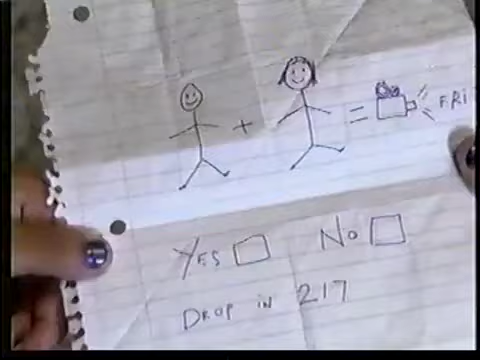 + = FRI
YES NO
DROP IN 217